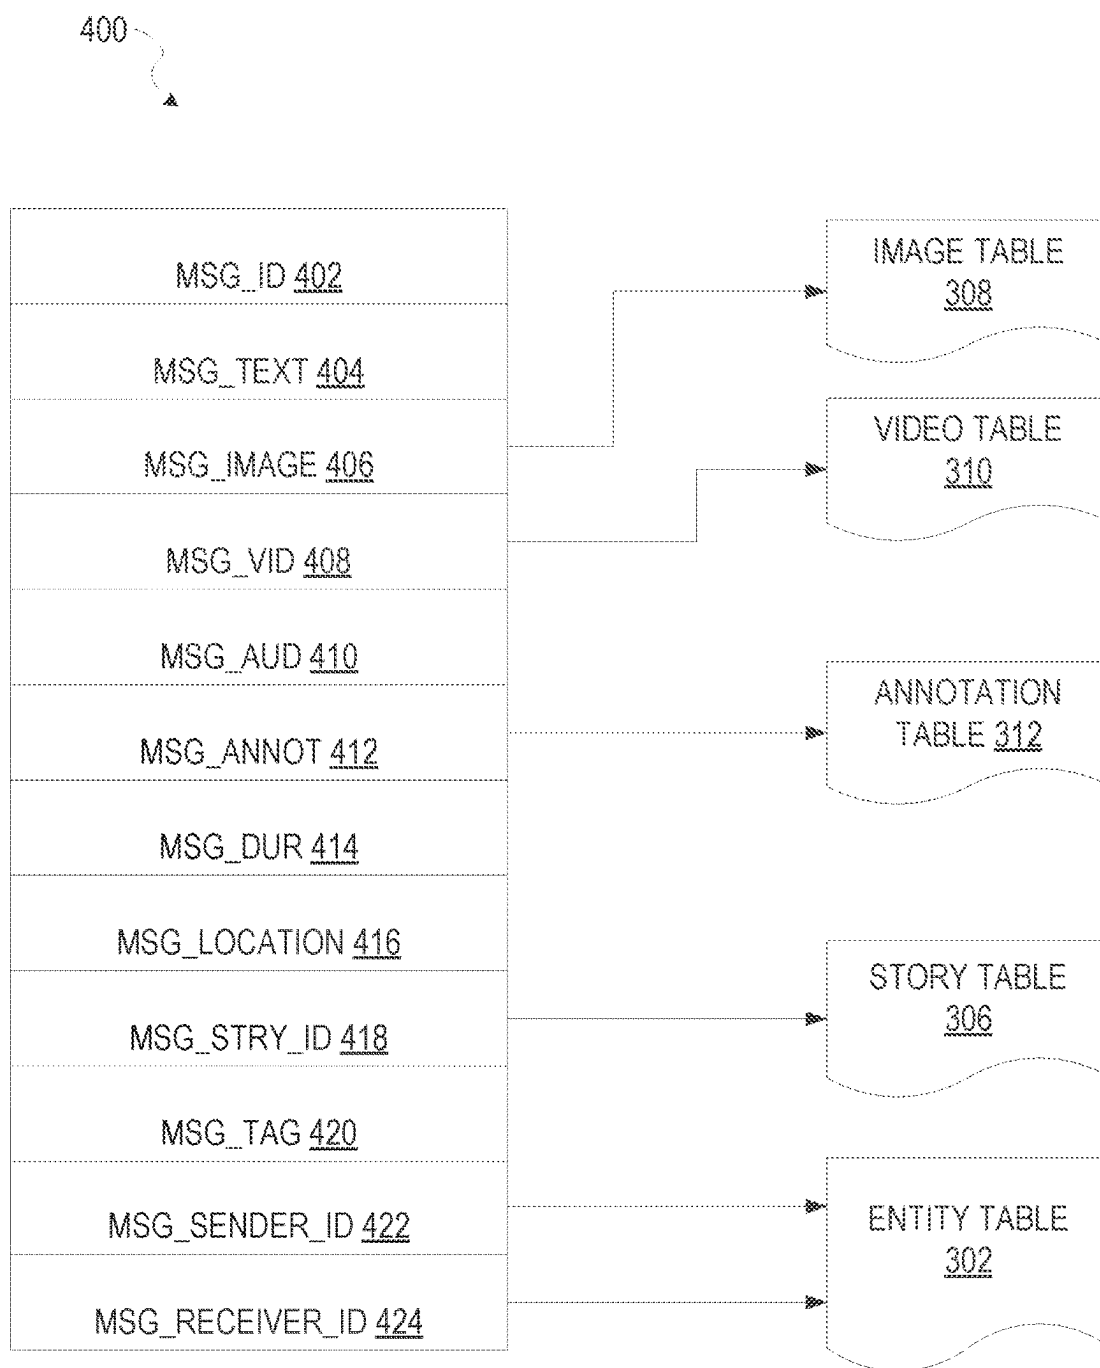 400
MSG_ID 402
MSG_TEXT 404
MSG_IMAGE 406
MSG_VID 408
MSG_AUD 410
MSG_ANNOT 412
MSG_DUR 414
MSG_LOCATION 416
MSG_STRY_ID 418
MSG_TAG 420
MSG_SENDER_ID 422
MSG_RECEIVER_ID 424
IMAGE TABLE
308
VIDEO TABLE
310
ANNOTATION
TABLE 312
STORY TABLE
306
ENTITY TABLE
302